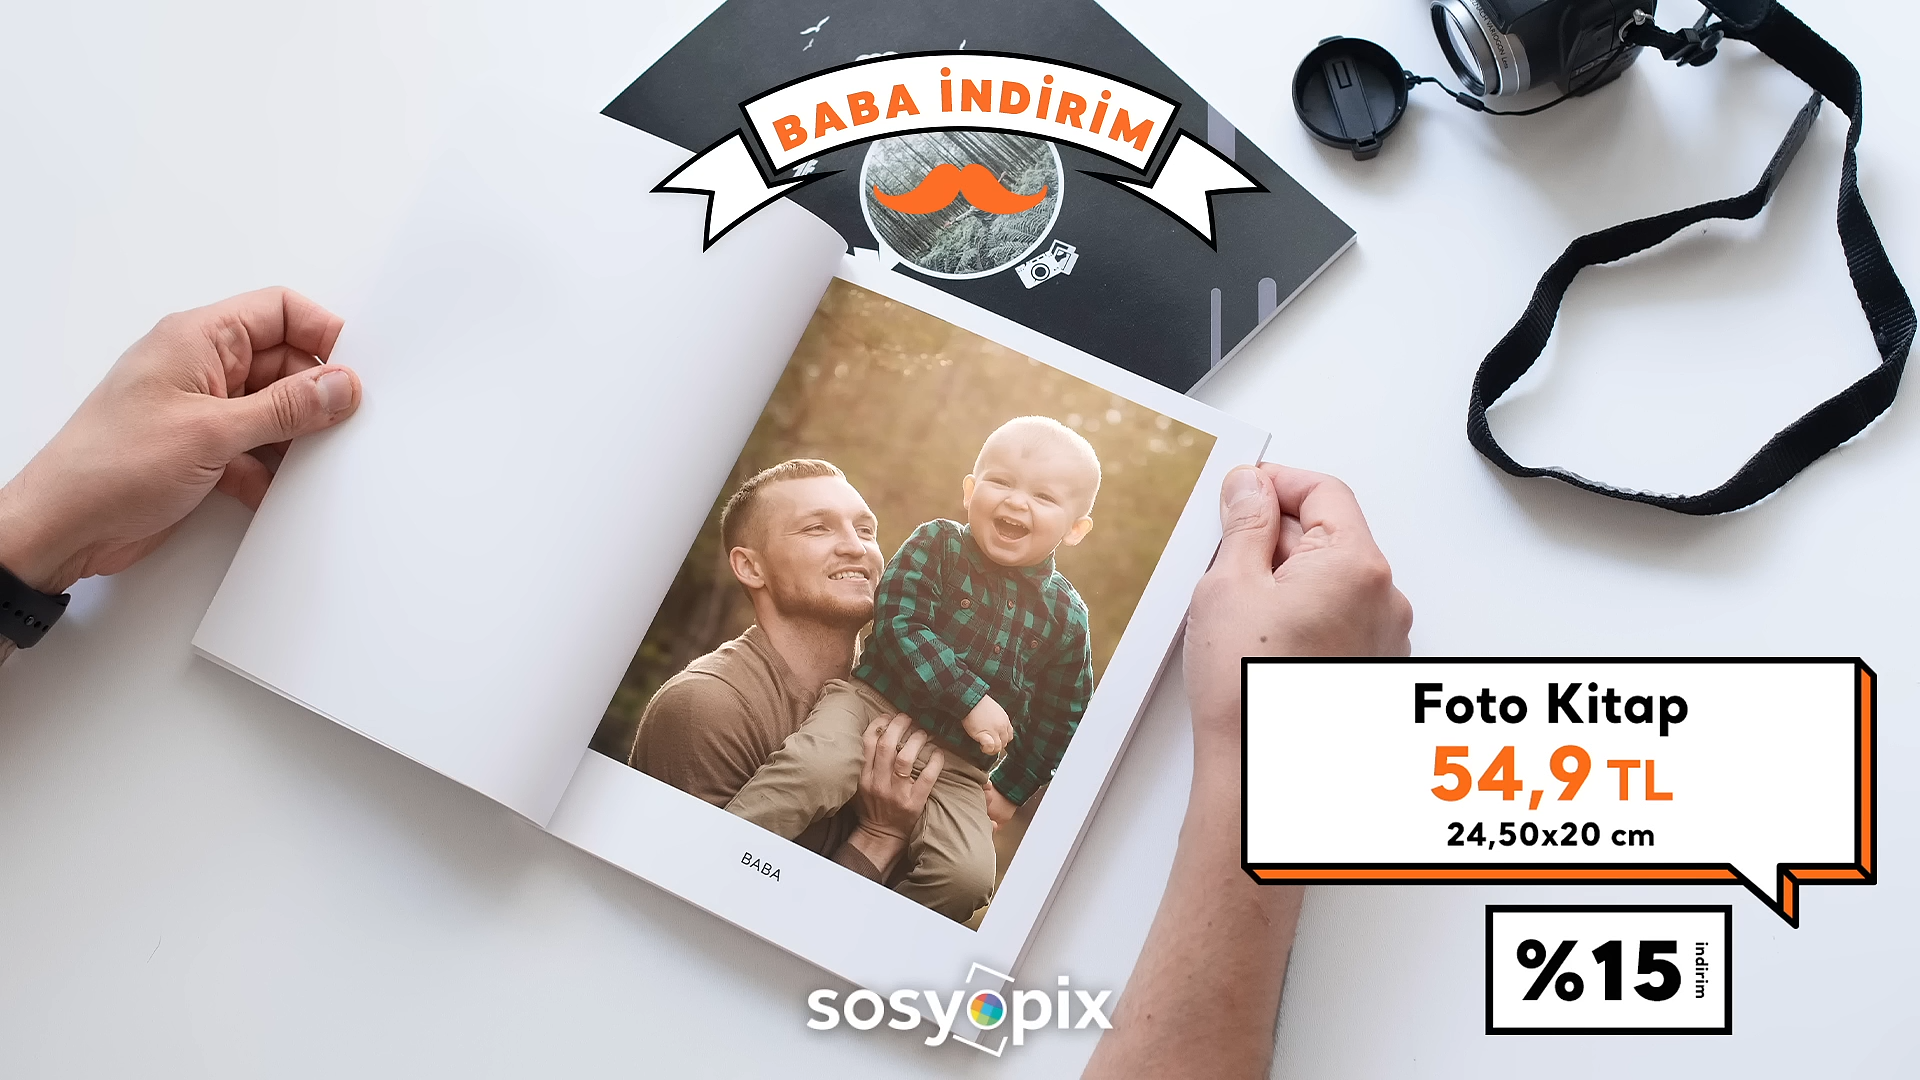 BABA İNDİRİM
BABA
Foto Kitap
54,9 TL
24,50x20 cm
%15 indirim
sosyopix